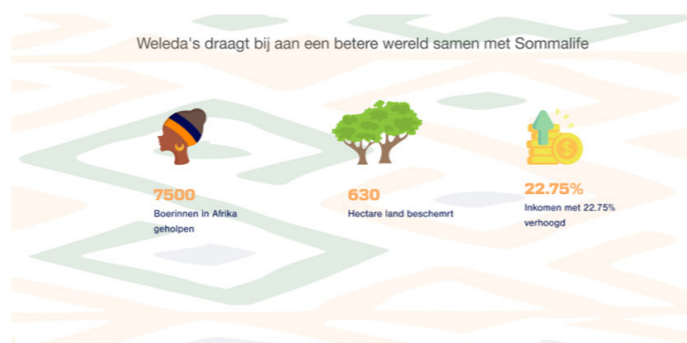 Weleda's draagt bij aan een betere wereld samen met Sommalife
7500
Boerinnen in Afrika
geholpen
630
Hectare land beschemrt
22.75%
Inkomen met 22.75%
verhoogd